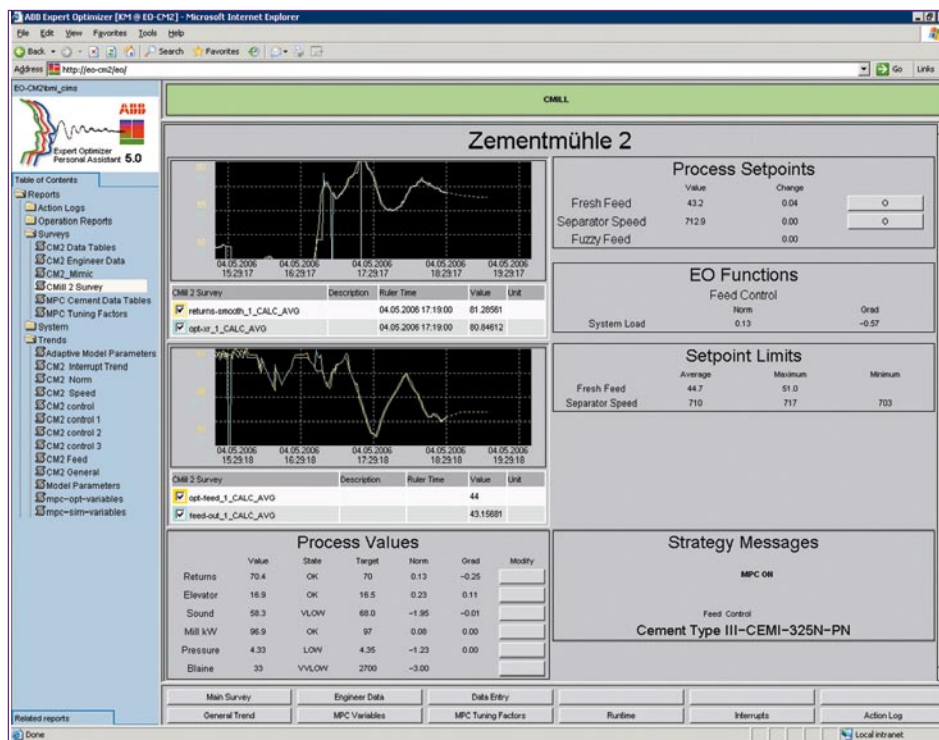 ABB Expert Optimizer [KM @ EO-CM2] - Microsoft Internet Explorer
File Edit View Favorites Tools Help
Back Search Favorites
Address http://eo-cm2/eo/ Go Links
EO-CM2\bmi_cims
ABB
Expert Optimizer
Personal Assistant 5.0
Table of Contents
Reports
Action Logs
Operation Reports
Surveys
CM2 Data Tables
CM2 Engineer Data
CM2_Mimic
CMill 2 Survey
MPC Cement Data Tables
MPC Tuning Factors
System
Trends
Adaptive Model Parameters
CM2 Interrupt Trend
CM2 Norm
CM2 Speed
CM2 control
CM2 control 1
CM2 control 2
CM2 control 3
CM2 Feed
CM2 General
Model Parameters
mpc-opt-variables
mpc-sim-variables
Related reports
CMILL
Zementmühle 2
04.05.2006 04.05.2006 04.05.2006 04.05.2006 04.05.2006
15:29:17 16:29:17 17:29:17 18:29:17 19:29:17
CMill 2 Survey Description Ruler Time Value Unit
returns-smooth_1_CALC_AVG 04.05.2006 17:19:00 81.28561
opt-xr_1_CALC_AVG 04.05.2006 17:19:00 80.84612
04.05.2006 04.05.2006 04.05.2006 04.05.2006 04.05.2006
15:29:18 16:29:18 17:29:18 18:29:18 19:29:18
CMill 2 Survey Description Ruler Time Value Unit
opt-feed_1_CALC_AVG 44
feed-out_1_CALC_AVG 43.15681
Process Values
Value State Target Norm Grad Modify
Returns 70.4 OK 70 0.13 -0.25
Elevator 16.9 OK 16.5 0.23 0.11
Sound 58.3 VLOW 68.0 -1.95 -0.01
Mill kW 96.9 OK 97 0.08 0.00
Pressure 4.33 LOW 4.35 -1.23 0.00
Blaine 33 VVLOW 2700 -3.00
Process Setpoints
Value Change
Fresh Feed 43.2 0.04 O
Separator Speed 712.9 0.00 O
Fuzzy Feed 0.00
EO Functions
Feed Control
Norm Grad
System Load 0.13 -0.57
Setpoint Limits
Average Maximum Minimum
Fresh Feed 44.7 51.0
Separator Speed 710 717 703
Strategy Messages
MPC ON
Feed Control
Cement Type III-CEMI-325N-PN
Main Survey Engineer Data Data Entry
General Trend MPC Variables MPC Tuning Factors Runtime Interrupts Action Log
Done Local intranet